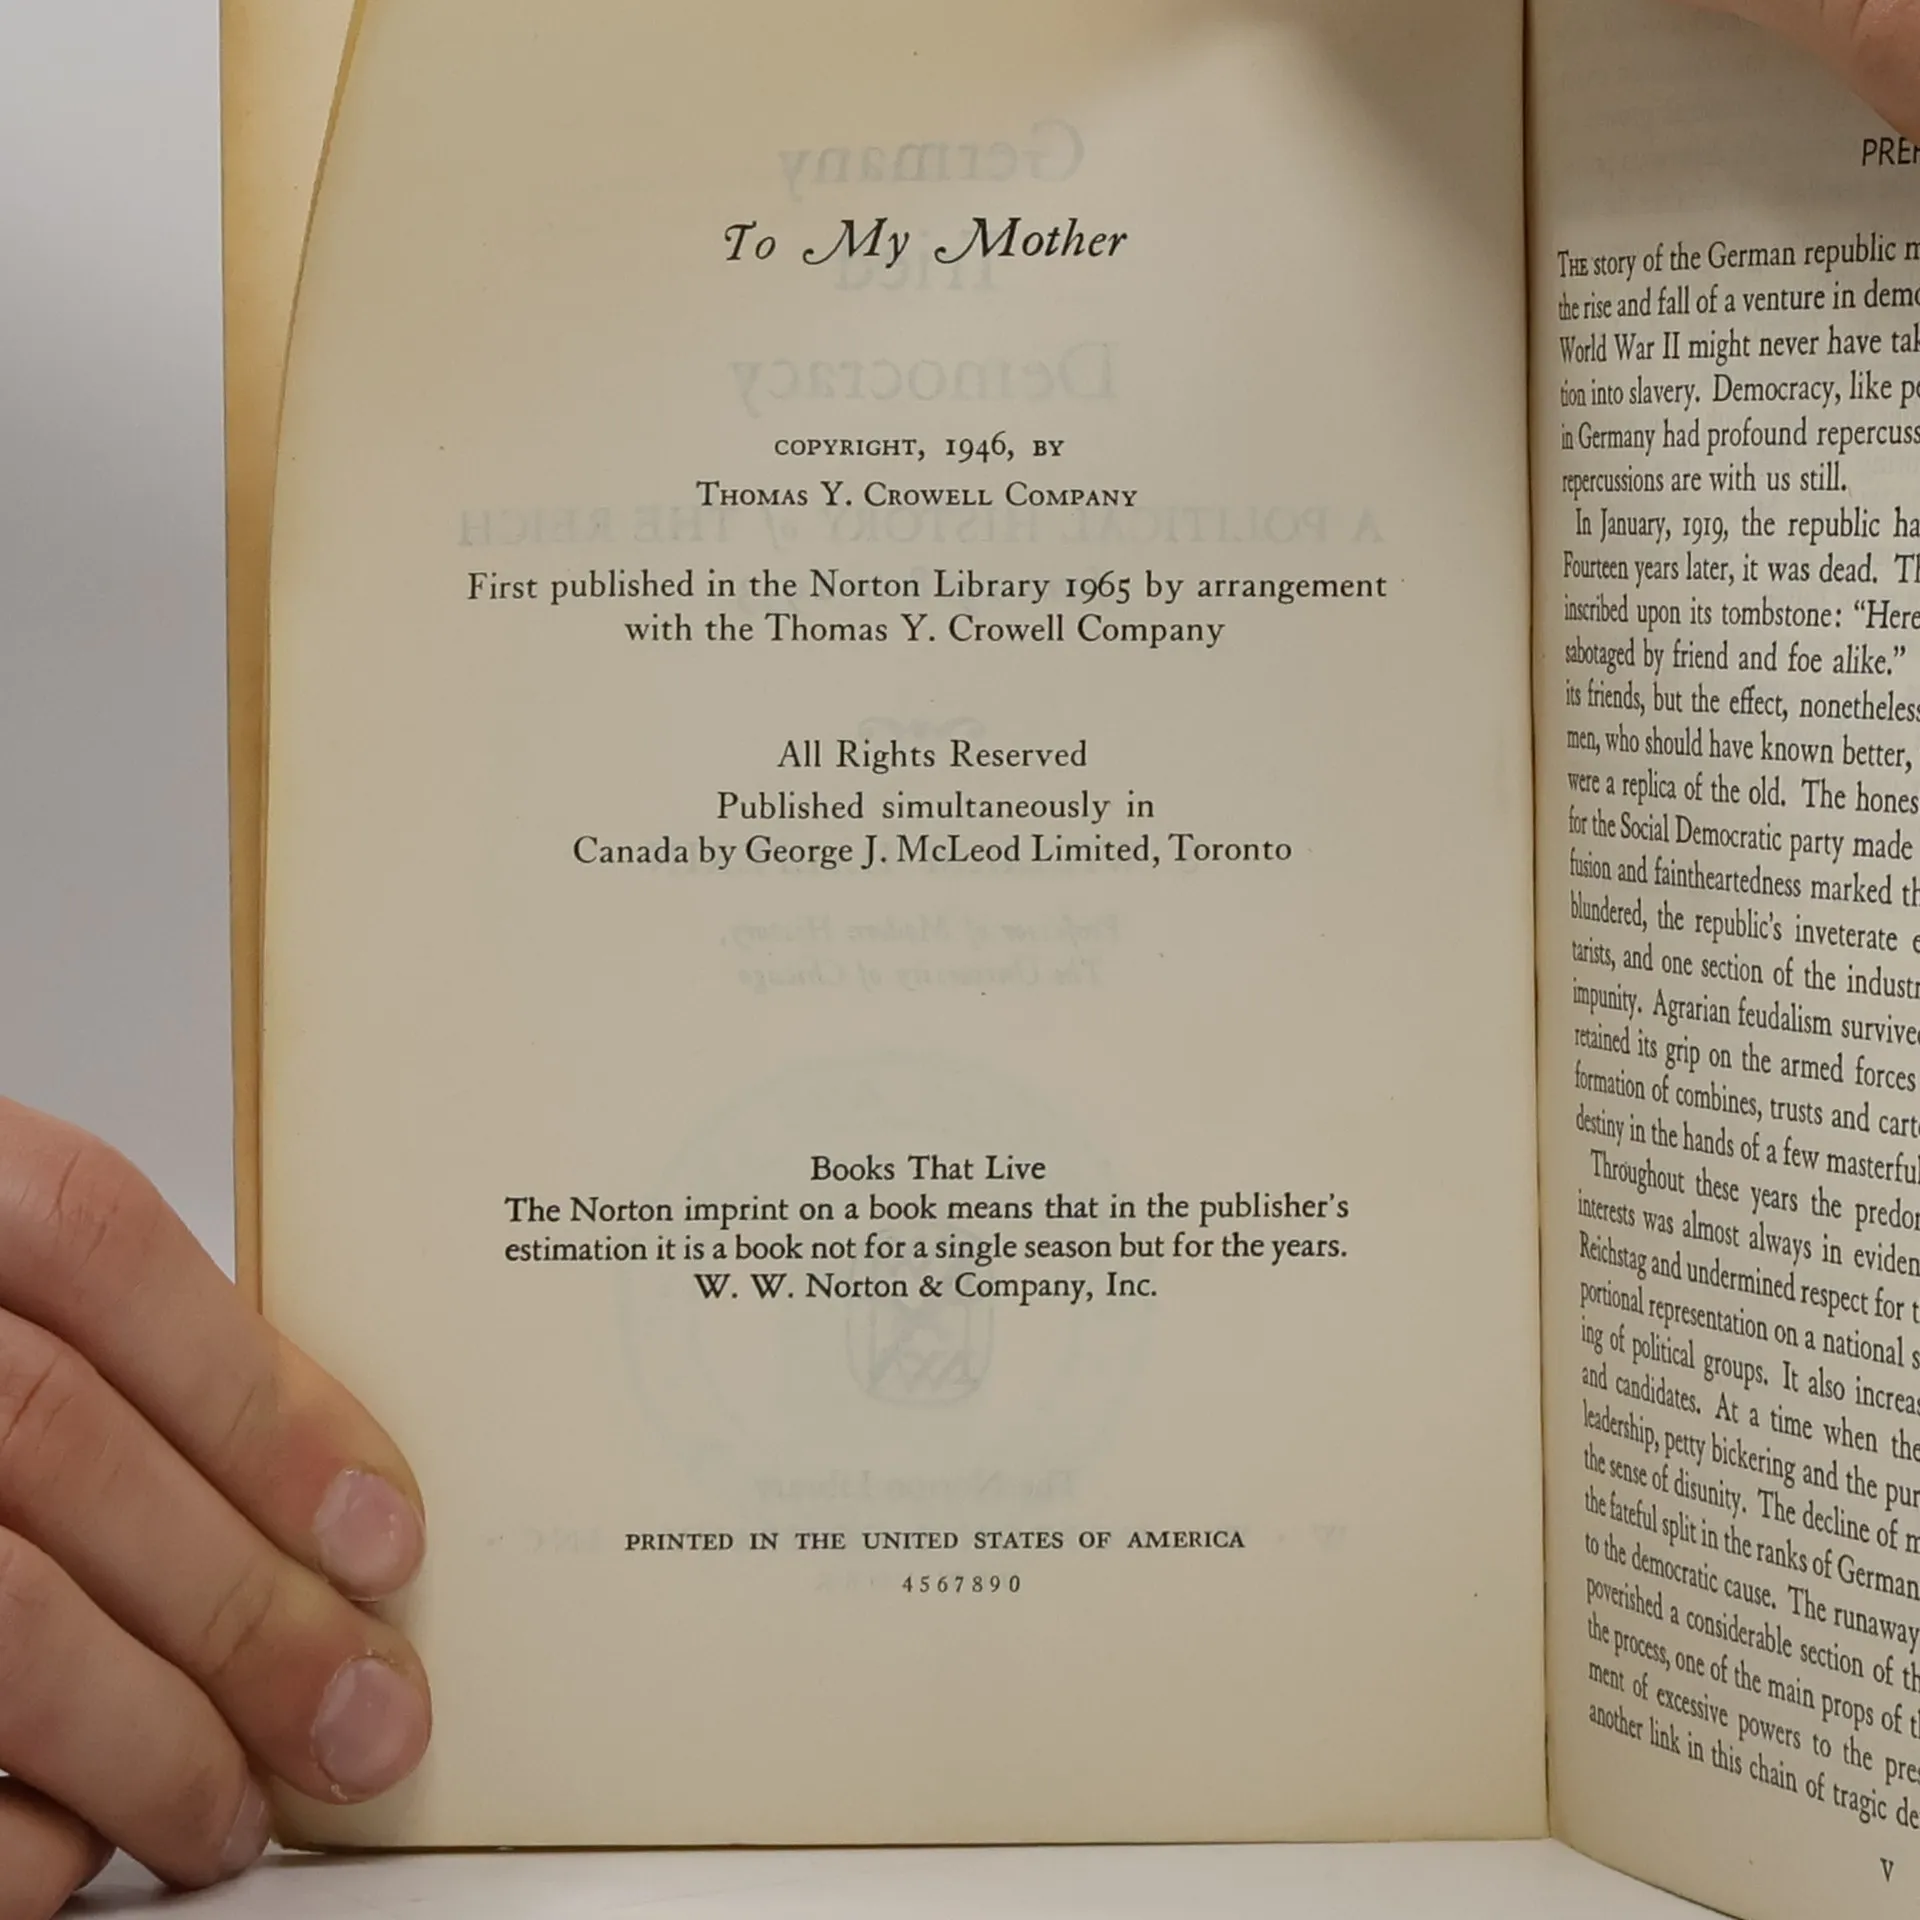 To My Mother
COPYRIGHT, 1946, BY
THOMAS Y. CROWELL COMPANY
First published in the Norton Library 1965 by arrangement
with the Thomas Y. Crowell Company
All Rights Reserved
Published simultaneously in
Canada by George J. McLeod Limited, Toronto
Books That Live
The Norton imprint on a book means that in the publisher's
estimation it is a book not for a single season but for the years.
W. W. Norton & Company, Inc.
PRINTED IN THE UNITED STATES OF AMERICA
4 5 6 7 8 9 0
THE story of the German republic
the rise and fall of a venture in
World War II might never have
tion into slavery. Democracy, like
in Germany had profound
repercussions are with us still.
In January, 1919, the republic
Fourteen years later, it was dead.
inscribed upon its tombstone: "Here
sabotaged by friend and foe alike."
its friends, but the effect,
men, who should have known better,
were a replica of the old. The
for the Social Democratic party made
fusion and faintheartedness marked
blundered, the republic's inveterate
tarists, and one section of the
impunity. Agrarian feudalism
retained its grip on the armed forces
formation of combines, trusts and
destiny in the hands of a few
Throughout these years the
interests was almost always in
Reichstag and undermined respect for
portional representation on a national
ing of political groups. It also
and candidates. At a time when
leadership, petty bickering and the
the sense of disunity. The decline of
the fateful split in the ranks of German
to the democratic cause. The runaway
poverished a considerable section of
the process, one of the main props of
ment of excessive powers to the
another link in this chain of tragic
V